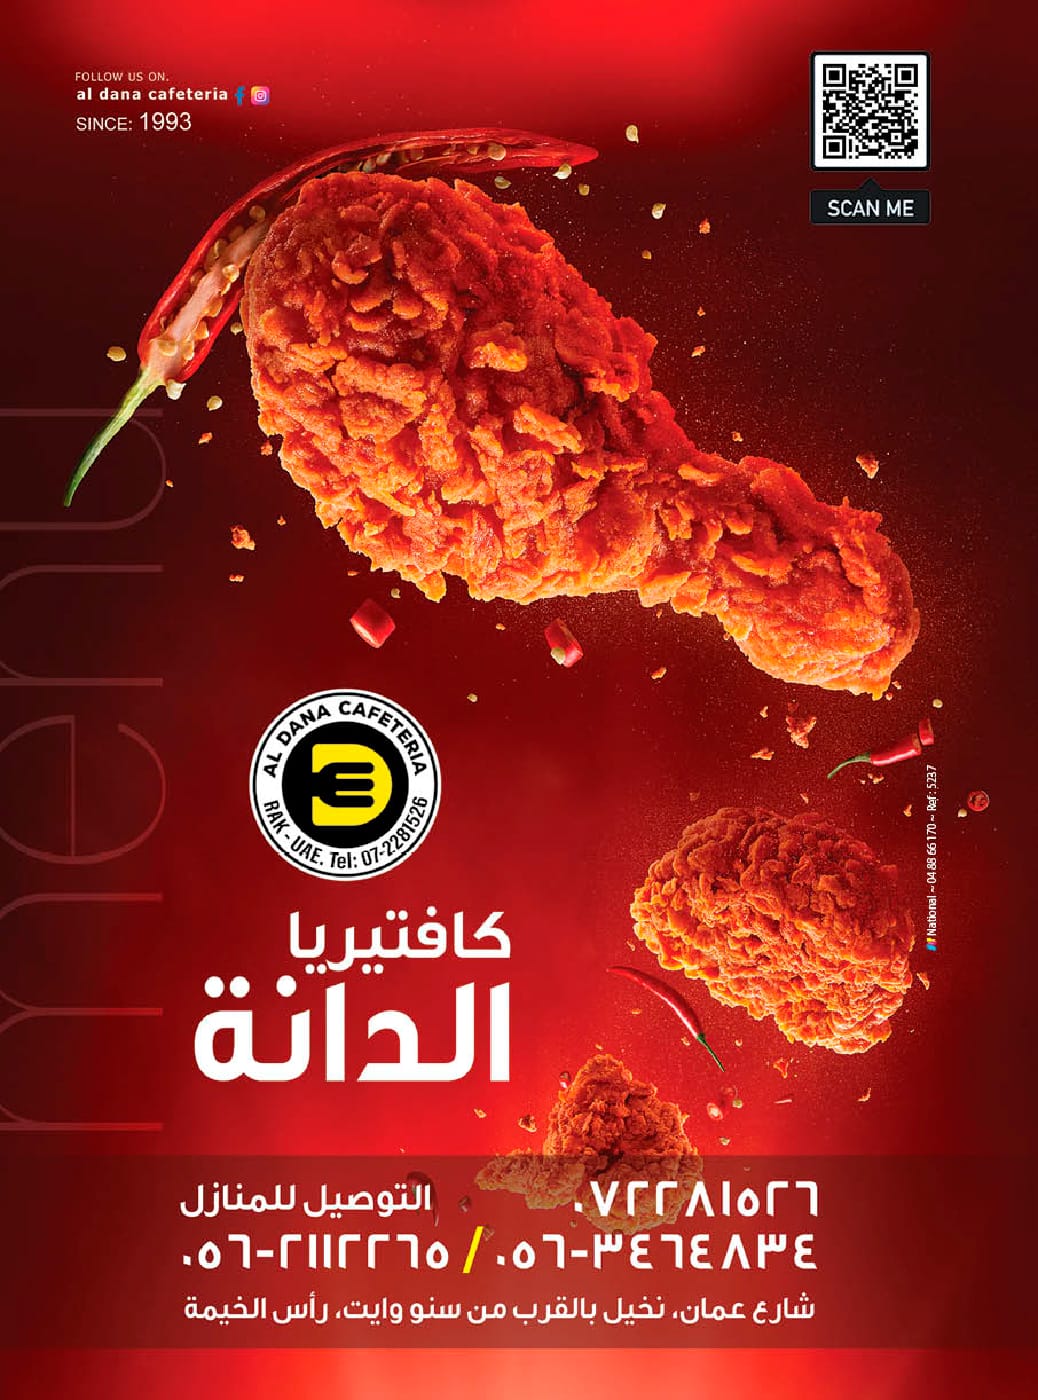 FOLLOW US ON.
al dana cafeteria
SINCE: 1993
SCAN ME
menu
AL DANA CAFETERIA
RAK - UAE. Tel: 07-2281526
National ~ 04 88 66 170 ~ Ref: 5237
كافتيريا
الدانة
٠٧٢٢٨١٥٢٦ التوصيل للمنازل
٠٥٦-٣٤٦٤٨٣٤ / ٠٥٦-٢١١٢٢٦٥
شارع عمان، نخيل بالقرب من سنو وايت، رأس الخيمة